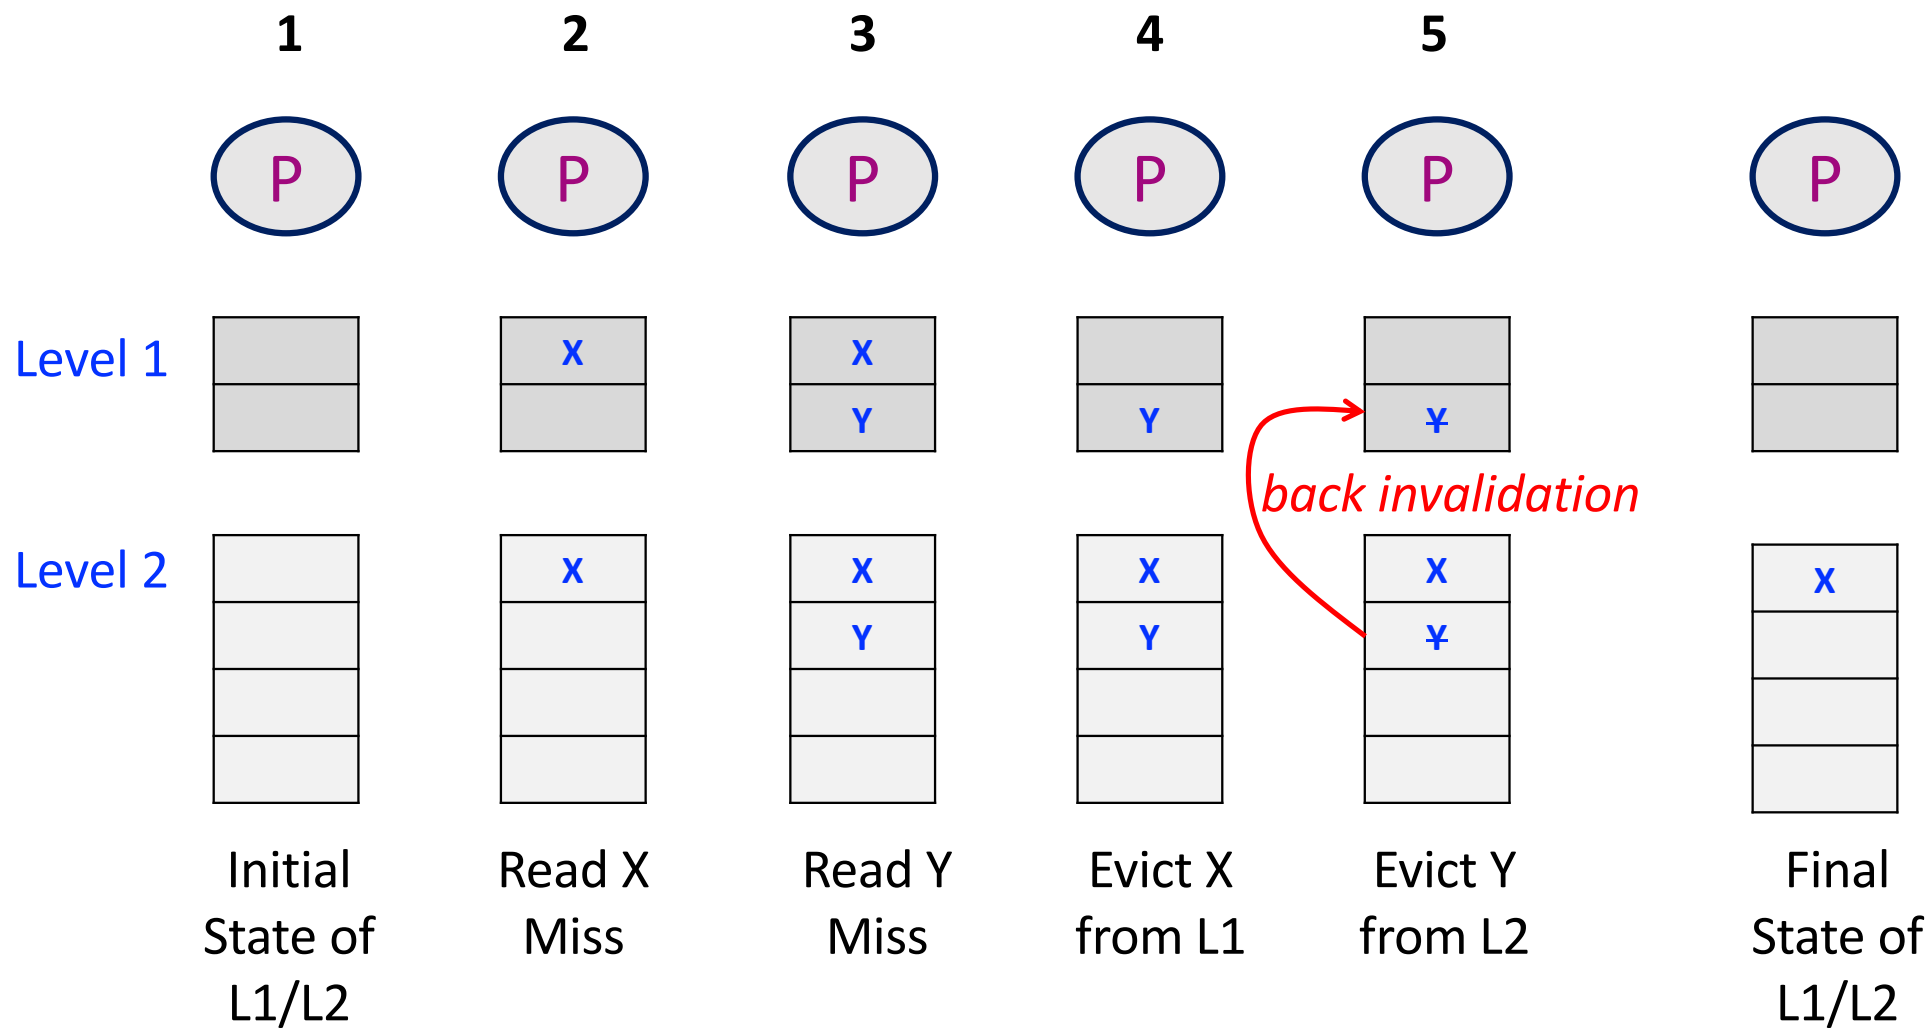 1 2 3 4 5
P P P P P P
Level 1
X X
Y Y Y
back invalidation
Level 2
X X X X X
Y Y Y
Initial State of L1/L2
Read X Miss
Read Y Miss
Evict X from L1
Evict Y from L2
Final State of L1/L2